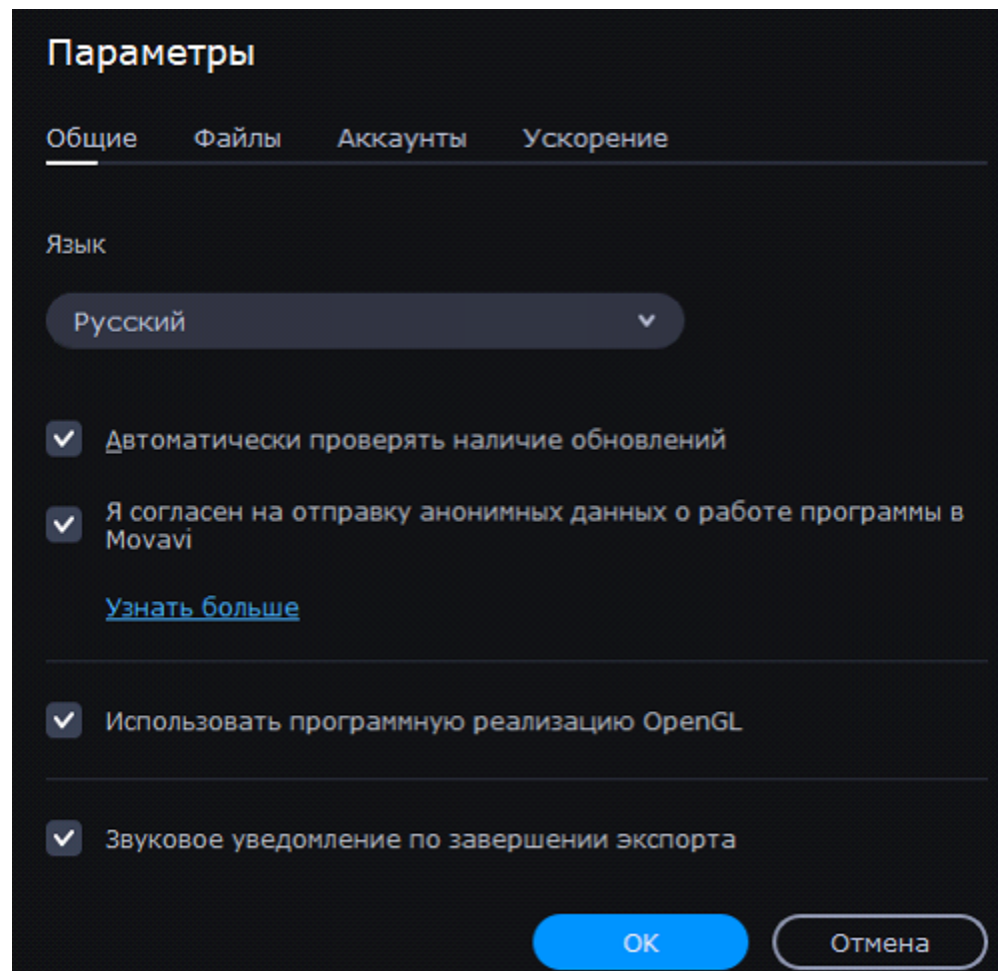 Параметры
Общие Файлы Аккаунты Ускорение
Язык
Русский
Автоматически проверять наличие обновлений
Я согласен на отправку анонимных данных о работе программы в
Movavi
Узнать больше
Использовать программную реализацию OpenGL
Звуковое уведомление по завершении экспорта
OK Отмена